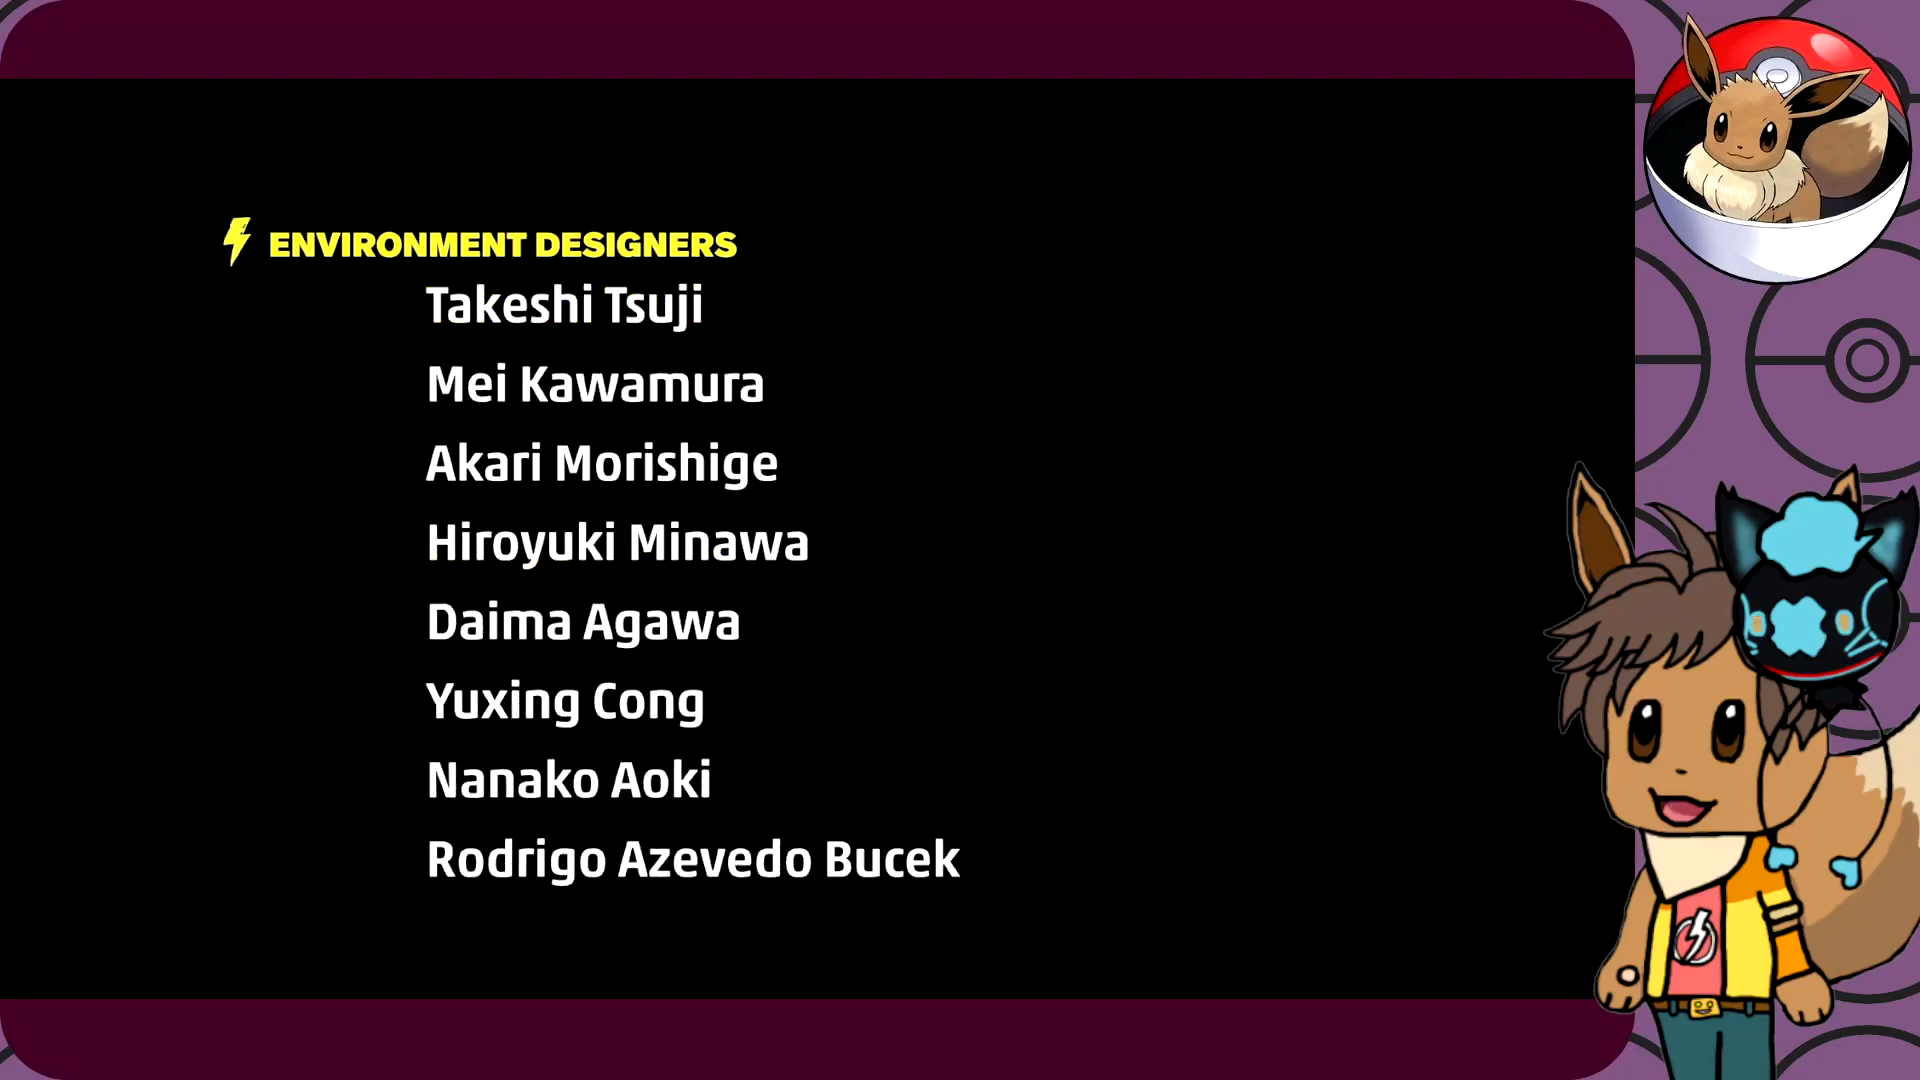 ENVIRONMENT DESIGNERS
Takeshi Tsuji
Mei Kawamura
Akari Morishige
Hiroyuki Minawa
Daima Agawa
Yuxing Cong
Nanako Aoki
Rodrigo Azevedo Bucek